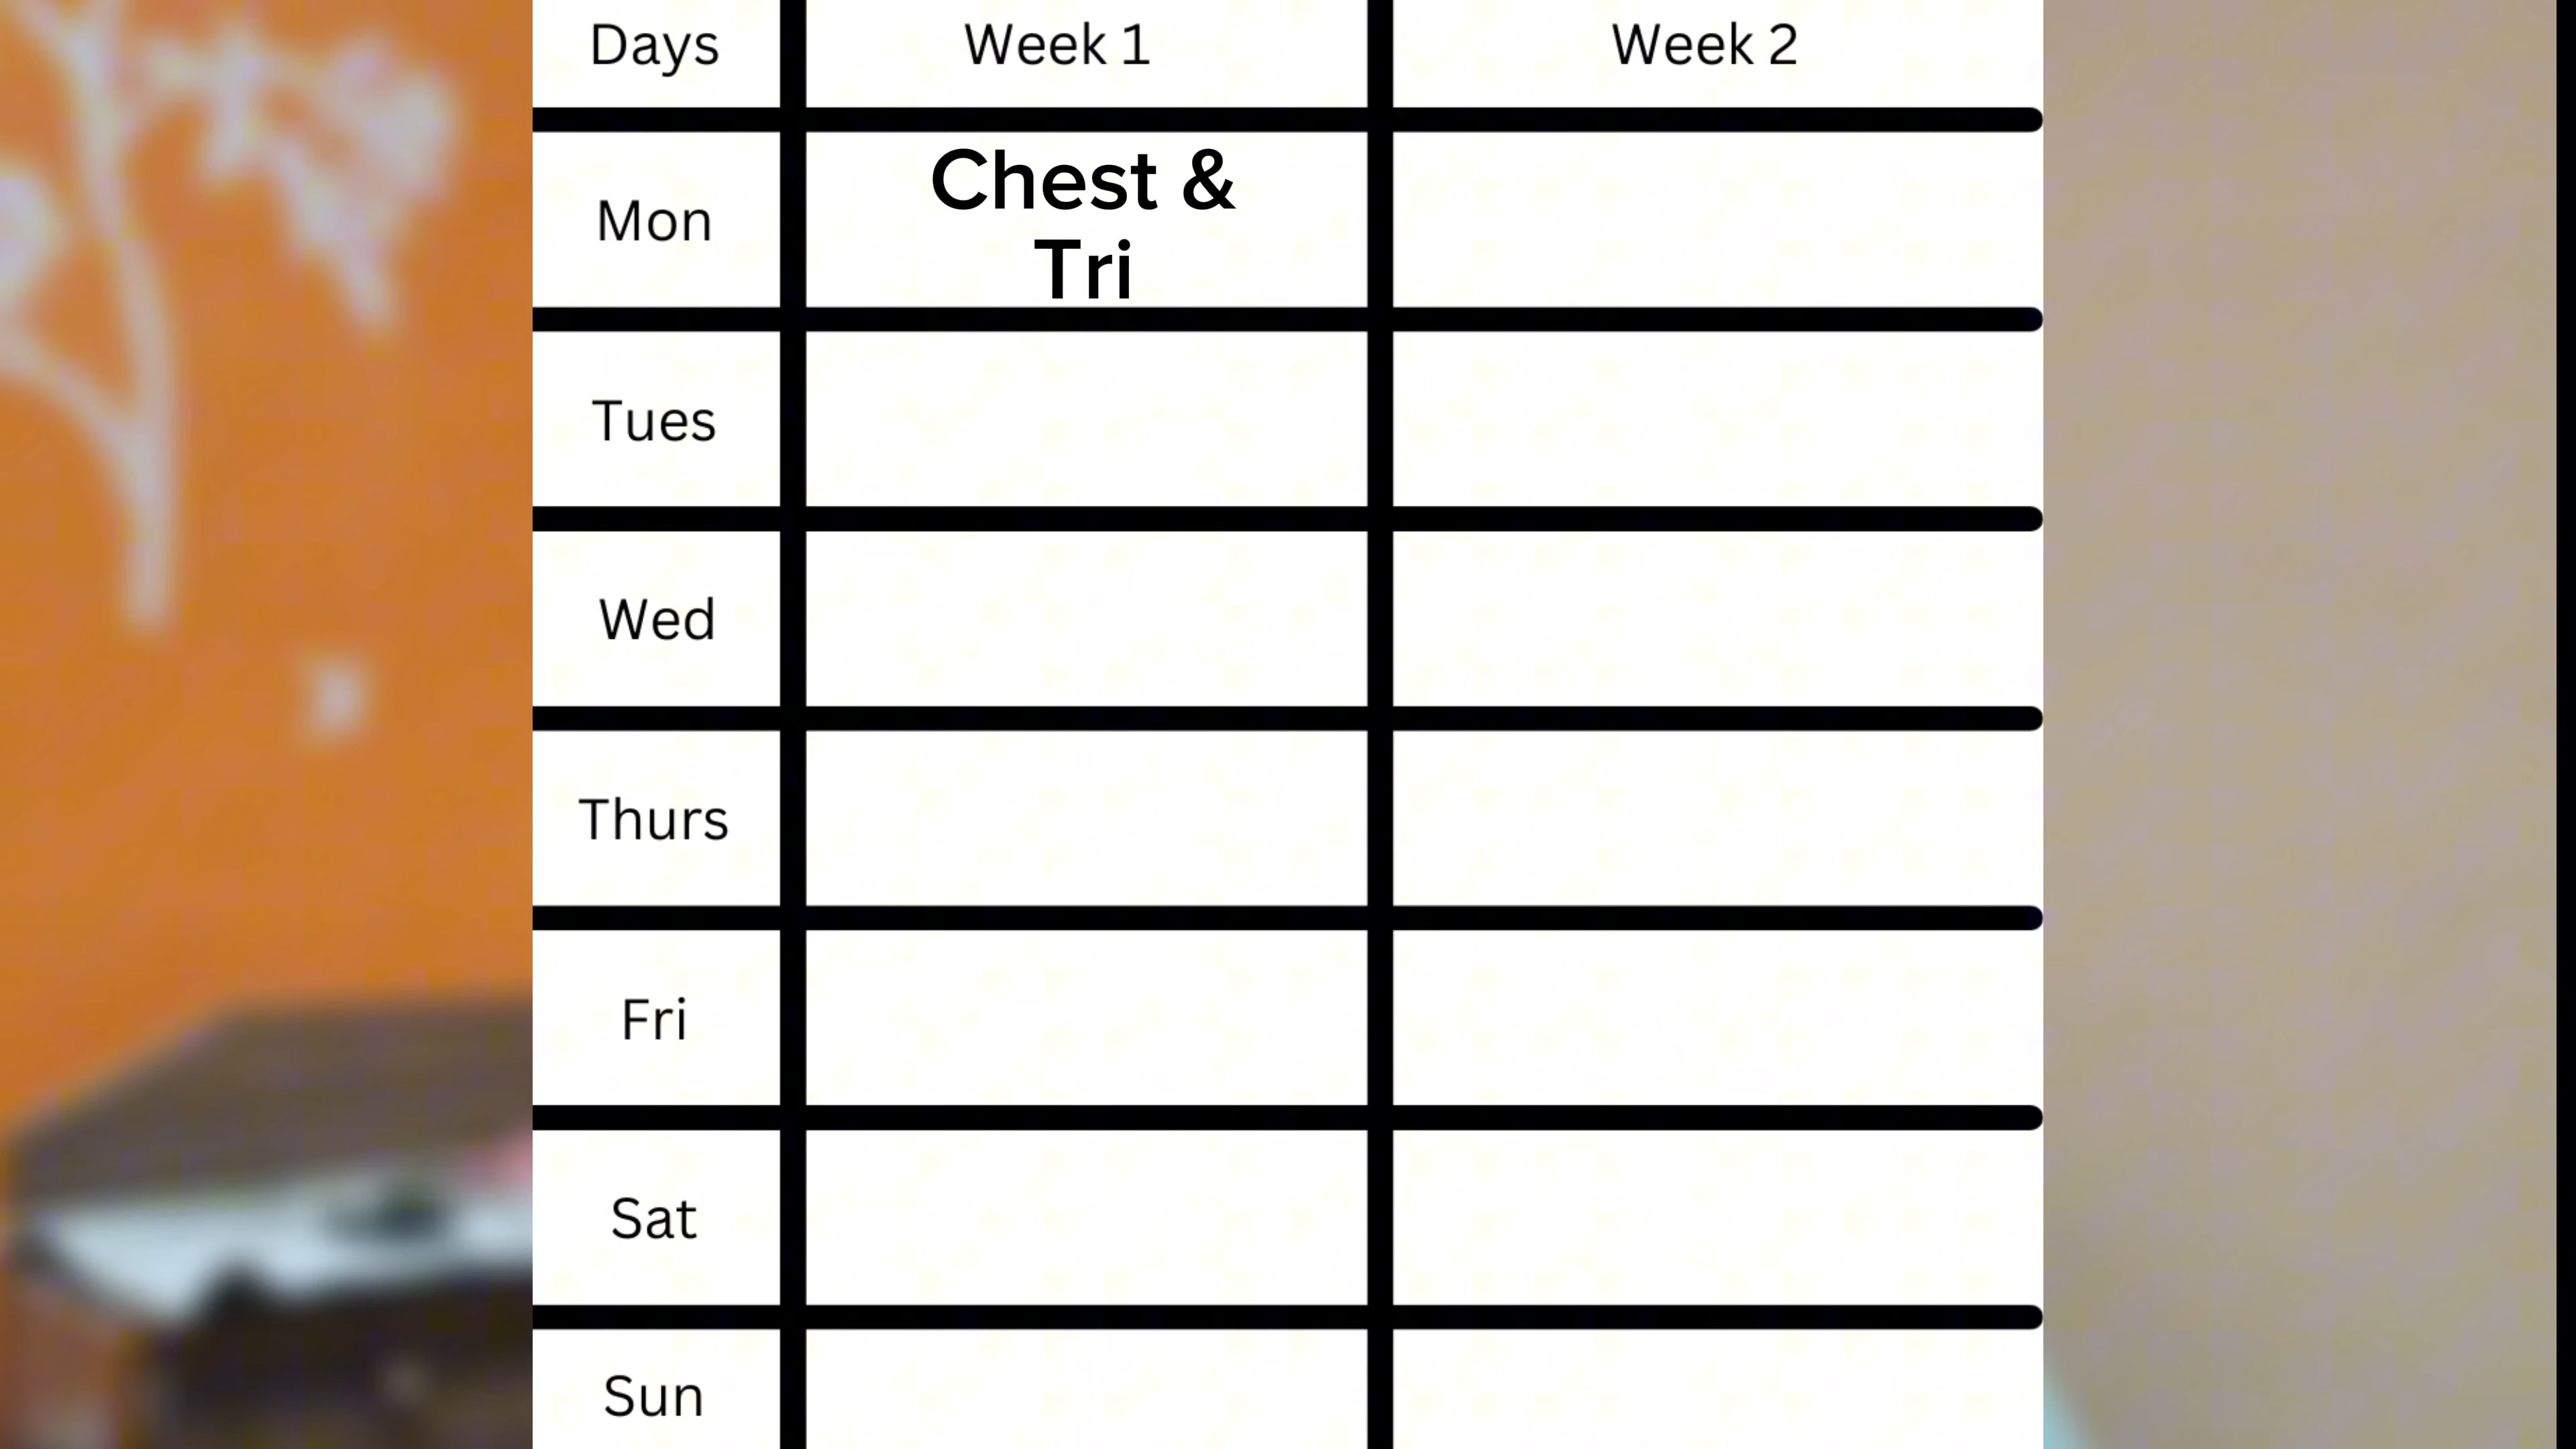 Days Week 1 Week 2
Mon Chest &
Tri
Tues
Wed
Thurs
Fri
Sat
Sun